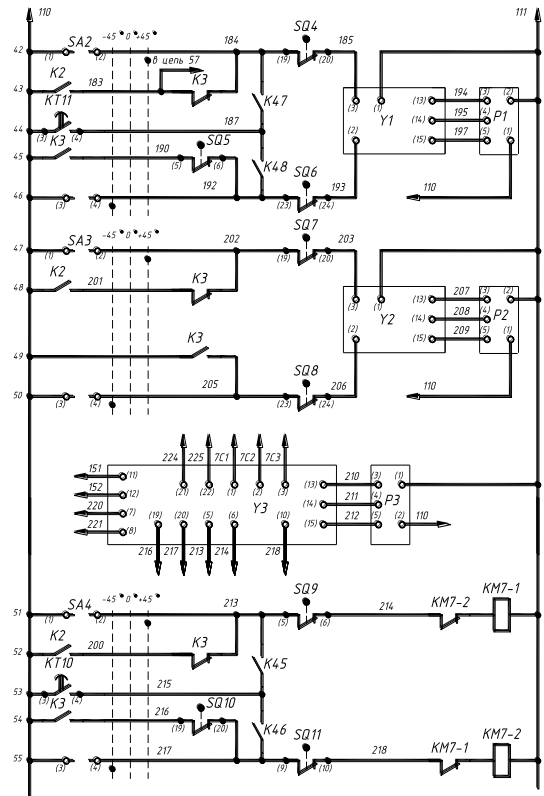 110 111
184 SQ4 185
42 SA2 -45° 0° +45°
(1) (2) (19) (20)
в цепь 57
K2 183 K3
43
KT11 K47
194 (3) (2)
(3) (1) (13) 195 (4) P1
Y1 (14) 197 (5) (1)
(2) (15)
44 187
(3) (4)
K3 190 SQ5
45 (5) (6)
K48
192 SQ6 193 110
46
(3) (4) (23) (24)
SQ7
47 SA3 -45° 0° +45° 202 203
(1) (2) (19) (20)
K2 201 K3
48
207 (3) (2)
(3) (1) (13) 208 (4) P2
Y2 (14) 209 (5) (1)
(2) (15)
K3
49
205 SQ8 206 110
50
(3) (4) (23) (24)
224 225 7C1 7C2 7C3
151 (11) (21) (22) (1) (2) (3) (13) 210 (3) (1)
152 (12) Y3 (14) 211 (4) P3
220 (7) (19) (20) (5) (6) (10) (15) 212 (5) (2) 110
221 (8)
216 217 213 214 218
SQ9
51 SA4 -45° 0° +45° 213 214 KM7-2 KM7-1
(1) (2) (5) (6)
K2 200 K3
52
KT10 K45
53 215
(3) (4)
K3 216 SQ10
54 (19) (20)
K46
217 SQ11 218 KM7-1 KM7-2
55
(3) (4) (9) (10)